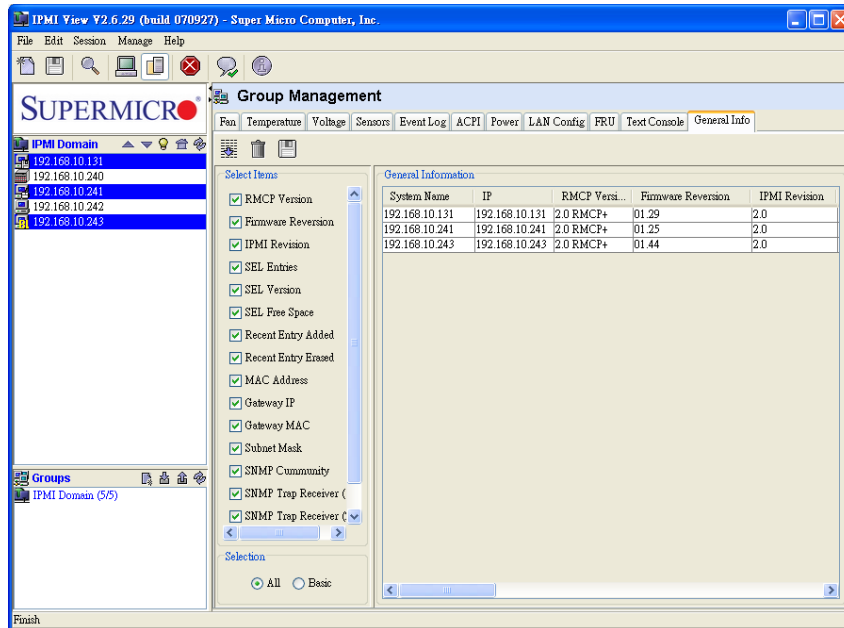 IPMI View V2.6.29 (build 070927) - Super Micro Computer, Inc.
File Edit Session Manage Help
SUPERMICRO
Group Management
Fan Temperature Voltage Sensors Event Log ACPI Power LAN Config FRU Text Console General Info
IPMI Domain
192.168.10.131
192.168.10.240
192.168.10.241
192.168.10.242
192.168.10.243
Groups
IPMI Domain (5/5)
Select Items
RMCP Version
Firmware Reversion
IPMI Revision
SEL Entries
SEL Version
SEL Free Space
Recent Entry Added
Recent Entry Erased
MAC Address
Gateway IP
Gateway MAC
Subnet Mask
SNMP Cummunity
SNMP Trap Receiver (
SNMP Trap Receiver (
Selection
All Basic
General Information
System Name IP RMCP Versi... Firmware Reversion IPMI Revision
192.168.10.131 192.168.10.131 2.0 RMCP+ 01.29 2.0
192.168.10.241 192.168.10.241 2.0 RMCP+ 01.25 2.0
192.168.10.243 192.168.10.243 2.0 RMCP+ 01.44 2.0
Finish